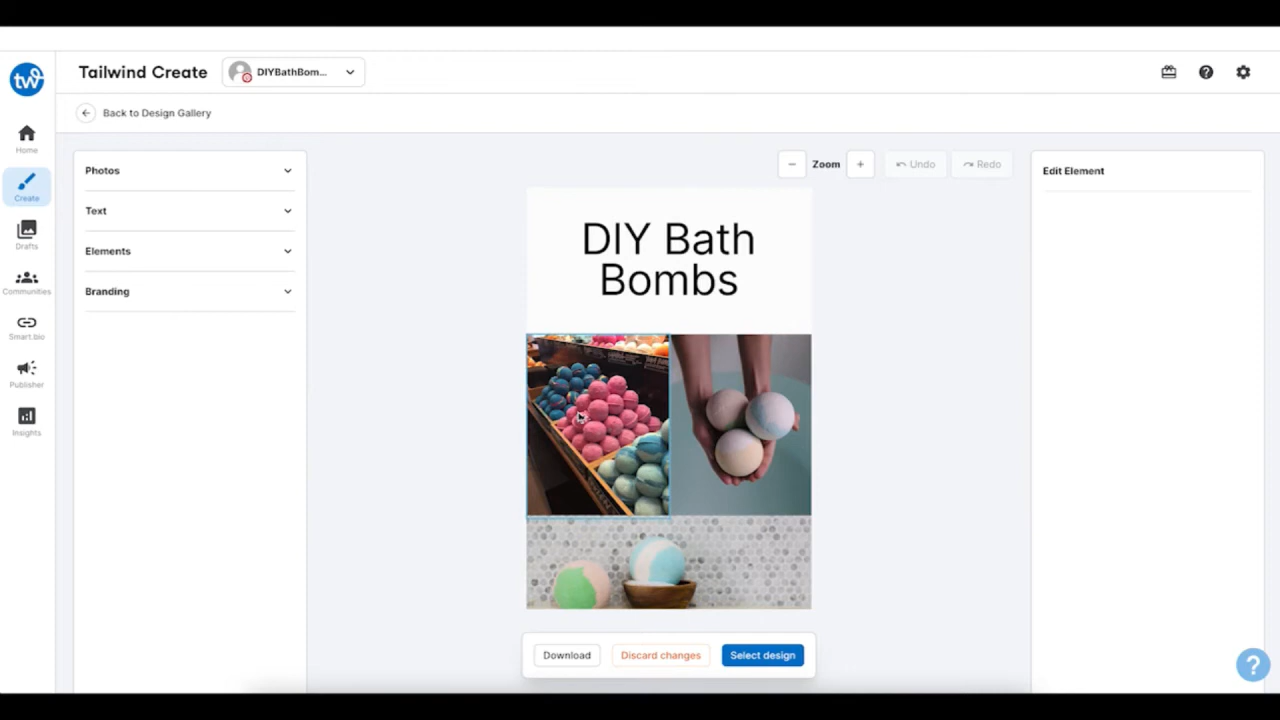 tw
Tailwind Create
DIYBathBom...
Back to Design Gallery
Home
Create
Drafts
Communities
Smart.bio
Publisher
Insights
Photos
Text
Elements
Branding
Zoom
Undo
Redo
DIY Bath
Bombs
Download
Discard changes
Select design
Edit Element
?